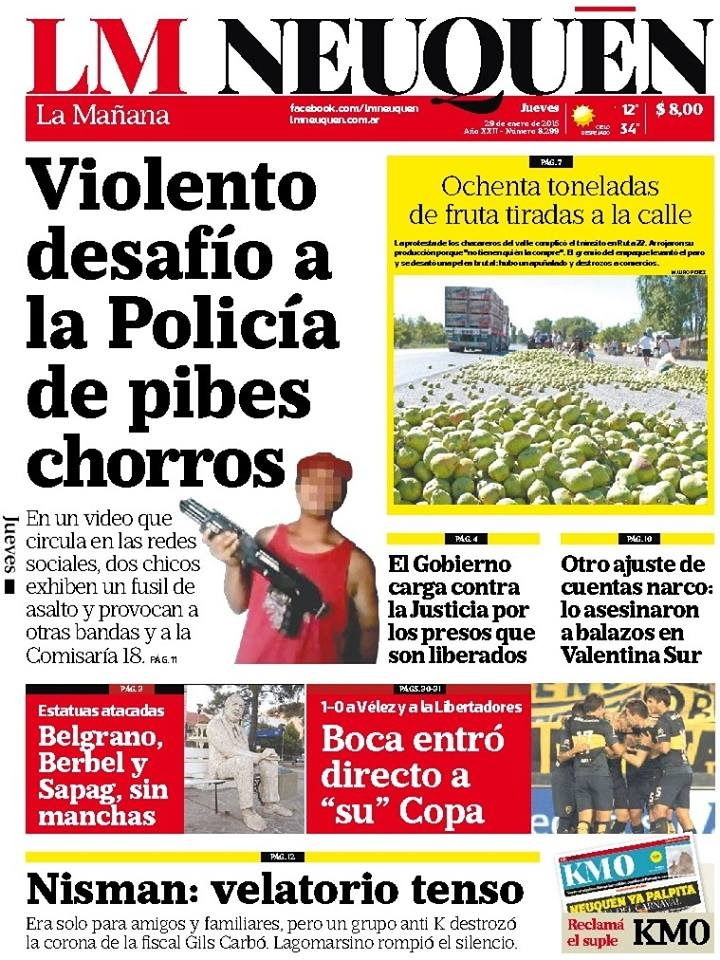 LM NEUQUÉN
La Mañana
facebook.com/lmneuquen
lmneuquen.com.ar
Jueves
29 de enero de 2015
Año XXII - Número 8.299
CIELO
DESPEJADO
12°
34°
$ 8,00
Violento
desafío a
la Policía
de pibes
chorros
Jueves
En un video que
circula en las redes
sociales, dos chicos
exhiben un fusil de
asalto y provocan a
otras bandas y a la
Comisaría 18. PÁG. 11
PÁG. 7
Ochenta toneladas
de fruta tiradas a la calle
La protesta de los chacareros del valle complicó el tránsito en Ruta 22. Arrojaron su
producción porque "no tienen quién la compre". El gremio del empaque levantó el paro
y se desató una pelea brutal: hubo un apuñalado y destrozos a comercios.
MAURO PÉREZ
PÁG. 4
El Gobierno
carga contra
la Justicia por
los presos que
son liberados
PÁG. 10
Otro ajuste de
cuentas narco:
lo asesinaron
a balazos en
Valentina Sur
PÁG. 3
Estatuas atacadas
Belgrano,
Berbel y
Sapag, sin
manchas
PÁGS. 20-21
1-0 a Vélez y a la Libertadores
Boca entró
directo a
“su” Copa
PÁG. 12
Nisman: velatorio tenso
Era solo para amigos y familiares, pero un grupo anti K destrozó
la corona de la fiscal Gils Carbó. Lagomarsino rompió el silencio.
KMO
NEUQUÉN YA PALPITA
DEL CARNAVAL
Reclamá
el suple
KMO